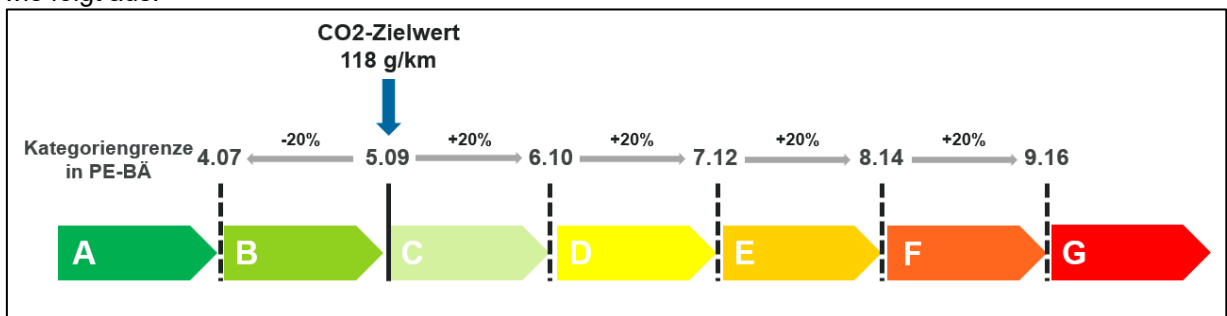 CO2-Zielwert
118 g/km
-20% +20% +20% +20% +20%
Kategoriengrenze
in PE-BÄ
4.07 5.09 6.10 7.12 8.14 9.16
A B C D E F G